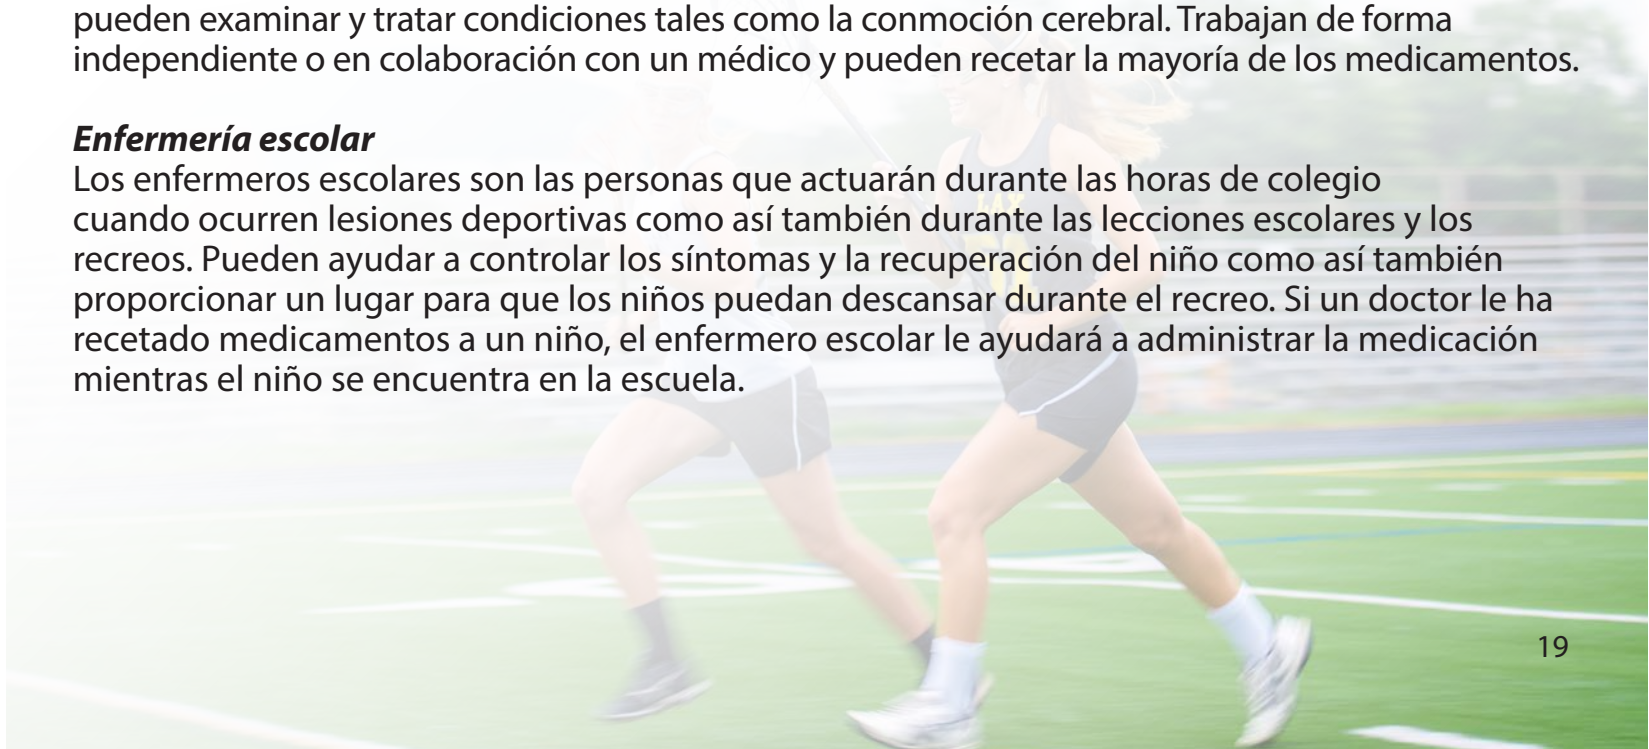 pueden examinar y tratar condiciones tales como la conmoción cerebral. Trabajan de forma
independiente o en colaboración con un médico y pueden recetar la mayoría de los medicamentos.
Enfermería escolar
Los enfermeros escolares son las personas que actuarán durante las horas de colegio
cuando ocurren lesiones deportivas como así también durante las lecciones escolares y los
recreos. Pueden ayudar a controlar los síntomas y la recuperación del niño como así también
proporcionar un lugar para que los niños puedan descansar durante el recreo. Si un doctor le ha
recetado medicamentos a un niño, el enfermero escolar le ayudará a administrar la medicación
mientras el niño se encuentra en la escuela.
LAX
19